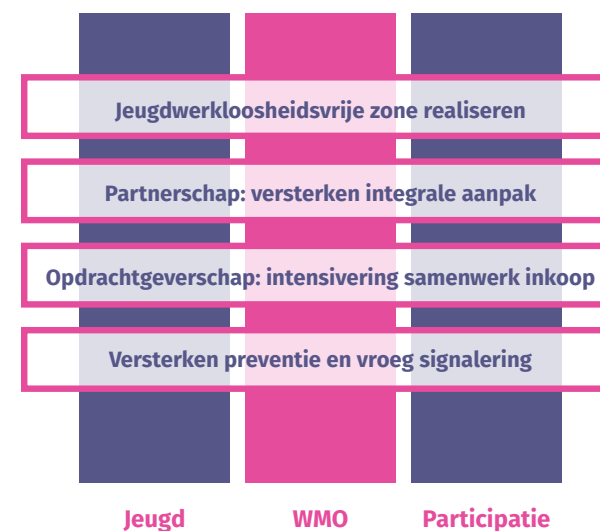 Jeugdwerkloosheidsvrije zone realiseren
Partnerschap: versterken integrale aanpak
Opdrachtgeverschap: intensivering samenwerk inkoop
Versterken preventie en vroeg signalering
Jeugd WMO Participatie